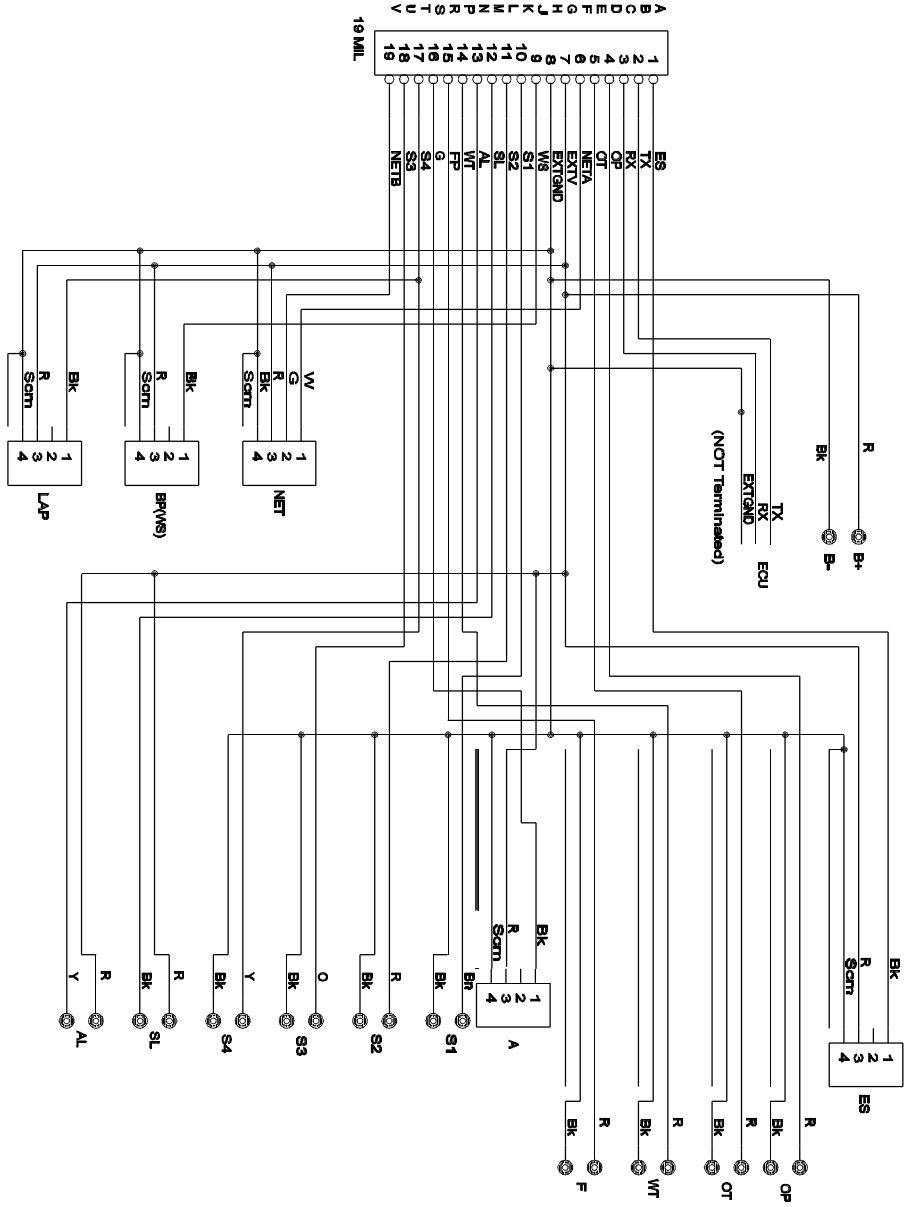 A 1 ES
B 2 TX
C 3 RX
D 4 OP
E 5 OT
F 6 NETA
G 7 EXTV
H 8 EXTGND
J 9 WS
K 10 S1
L 11 S2
M 12 SL
N 13 AL
P 14 WT
R 15 FP
S 16 G
T 17 S4
U 18 S3
V 19 NETB
19 MIL
R B+
Bk B-
TX
RX ECU
EXTGND
(NOT Terminated)
W 1
G 2
R 3
Bk 4
Scrn
NET
Bk 1
2
R 3
Scrn 4
BP(WS)
Bk 1
2
R 3
Scrn 4
LAP
Bk 1
2
R 3
Scrn 4
ES
R
Bk
OP
R
Bk
OT
R
Bk
WT
R
Bk
F
Bk 1
2
R 3
Scrn 4
A
Bn
Bk
S1
R
Bk
S2
O
Bk
S3
Y
Bk
S4
R
Bk
SL
R
Y
AL